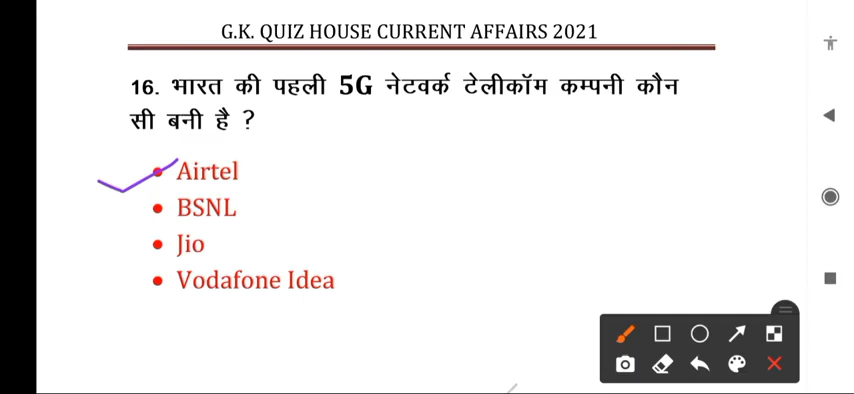 G.K. QUIZ HOUSE CURRENT AFFAIRS 2021
16. भारत की पहली 5G नेटवर्क टेलीकॉम कम्पनी कौन
सी बनी है ?
• Airtel
• BSNL
• Jio
• Vodafone Idea